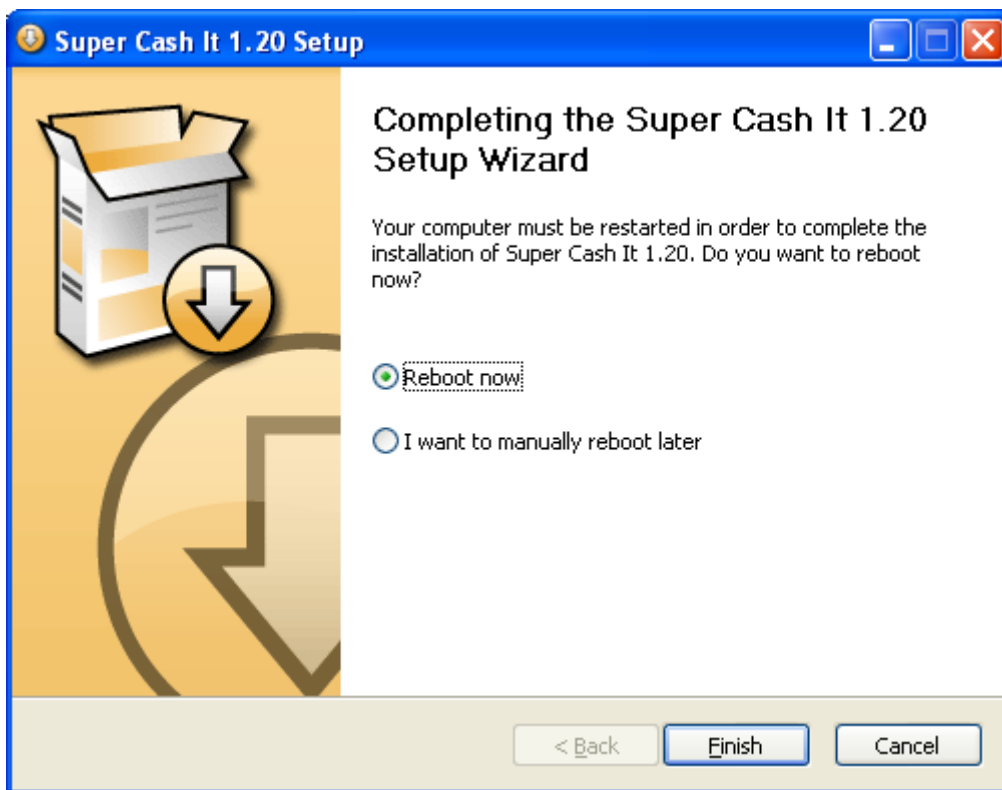 Super Cash It 1.20 Setup
Completing the Super Cash It 1.20
Setup Wizard
Your computer must be restarted in order to complete the
installation of Super Cash It 1.20. Do you want to reboot
now?
Reboot now
I want to manually reboot later
< Back Finish Cancel